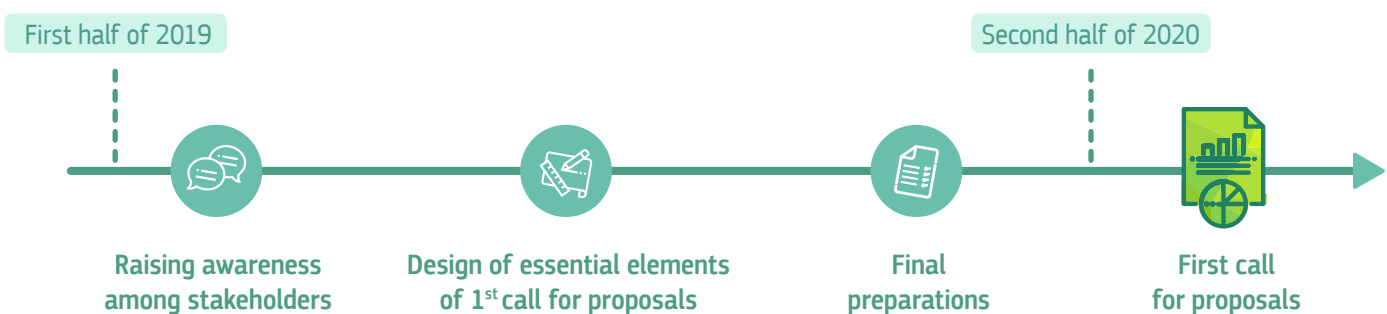 First half of 2019
Second half of 2020
Raising awareness
among stakeholders
Design of essential elements
of 1st call for proposals
Final
preparations
First call
for proposals